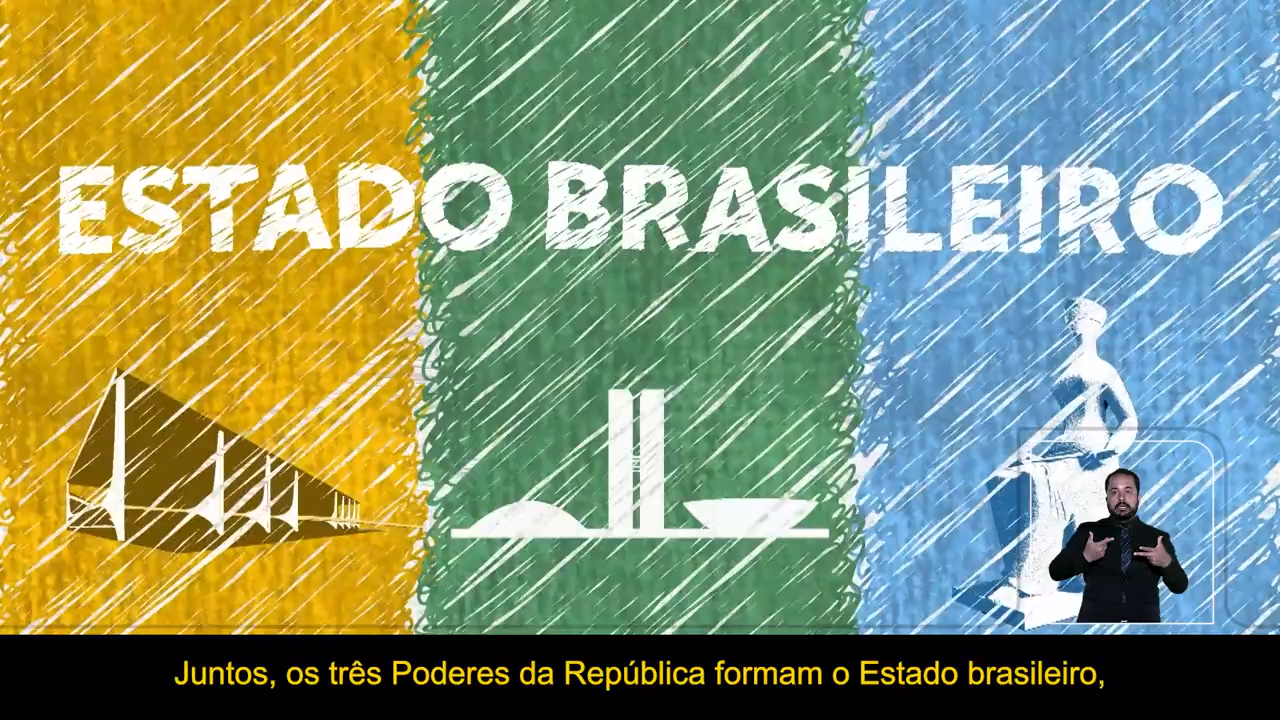 ESTADO BRASILEIRO
Juntos, os três Poderes da República formam o Estado brasileiro,